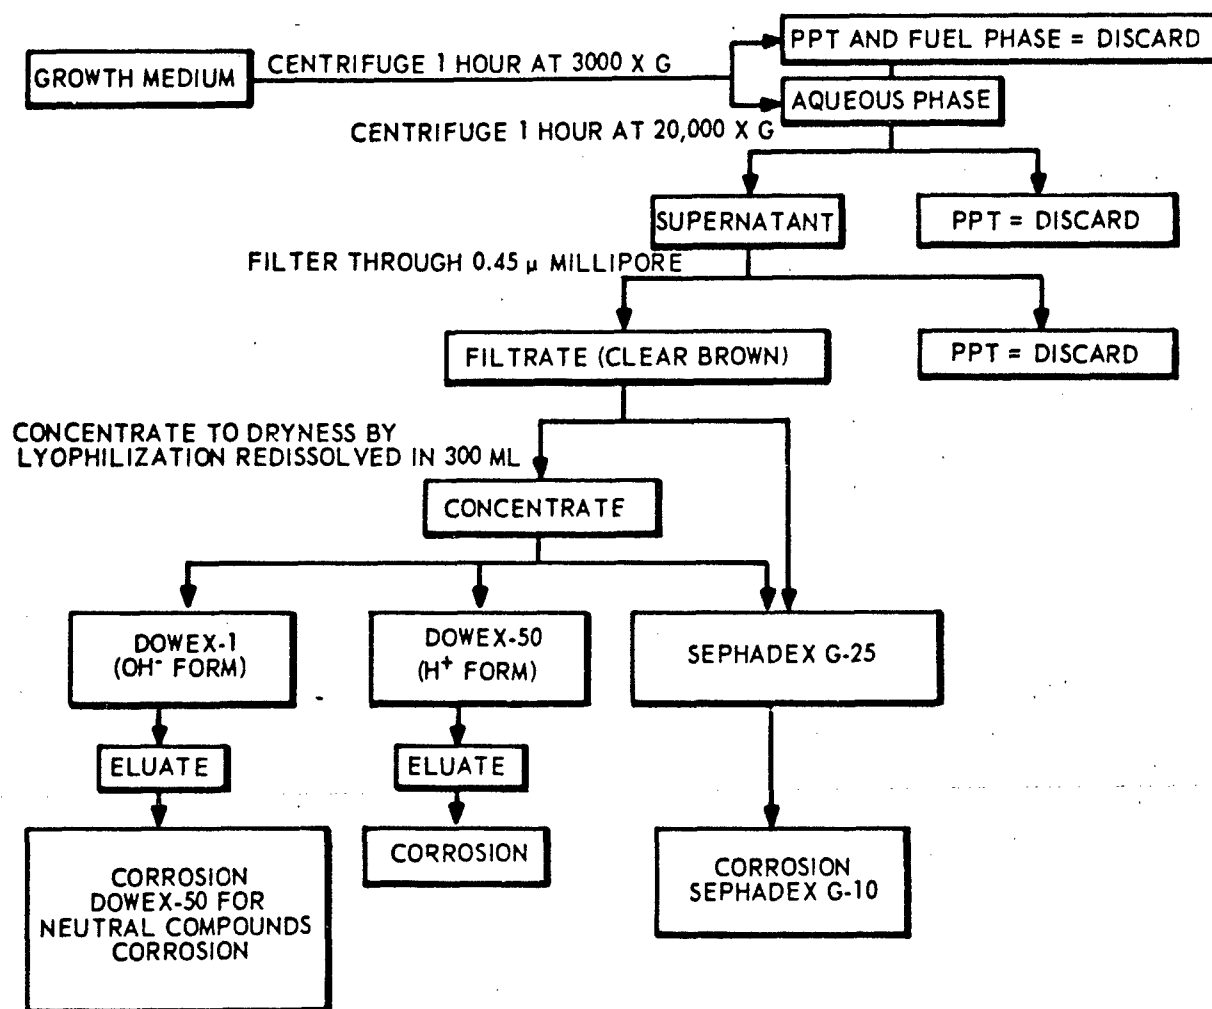 PPT AND FUEL PHASE = DISCARD
GROWTH MEDIUM
CENTRIFUGE 1 HOUR AT 3000 X G
AQUEOUS PHASE
CENTRIFUGE 1 HOUR AT 20,000 X G
SUPERNATANT
PPT = DISCARD
FILTER THROUGH 0.45 μ MILLIPORE
FILTRATE (CLEAR BROWN)
PPT = DISCARD
CONCENTRATE TO DRYNESS BY
LYOPHILIZATION REDISSOLVED IN 300 ML
CONCENTRATE
DOWEX-1
(OH⁻ FORM)
DOWEX-50
(H⁺ FORM)
SEPHADEX G-25
ELUATE
ELUATE
CORROSION
DOWEX-50 FOR
NEUTRAL COMPOUNDS
CORROSION
CORROSION
CORROSION
SEPHADEX G-10